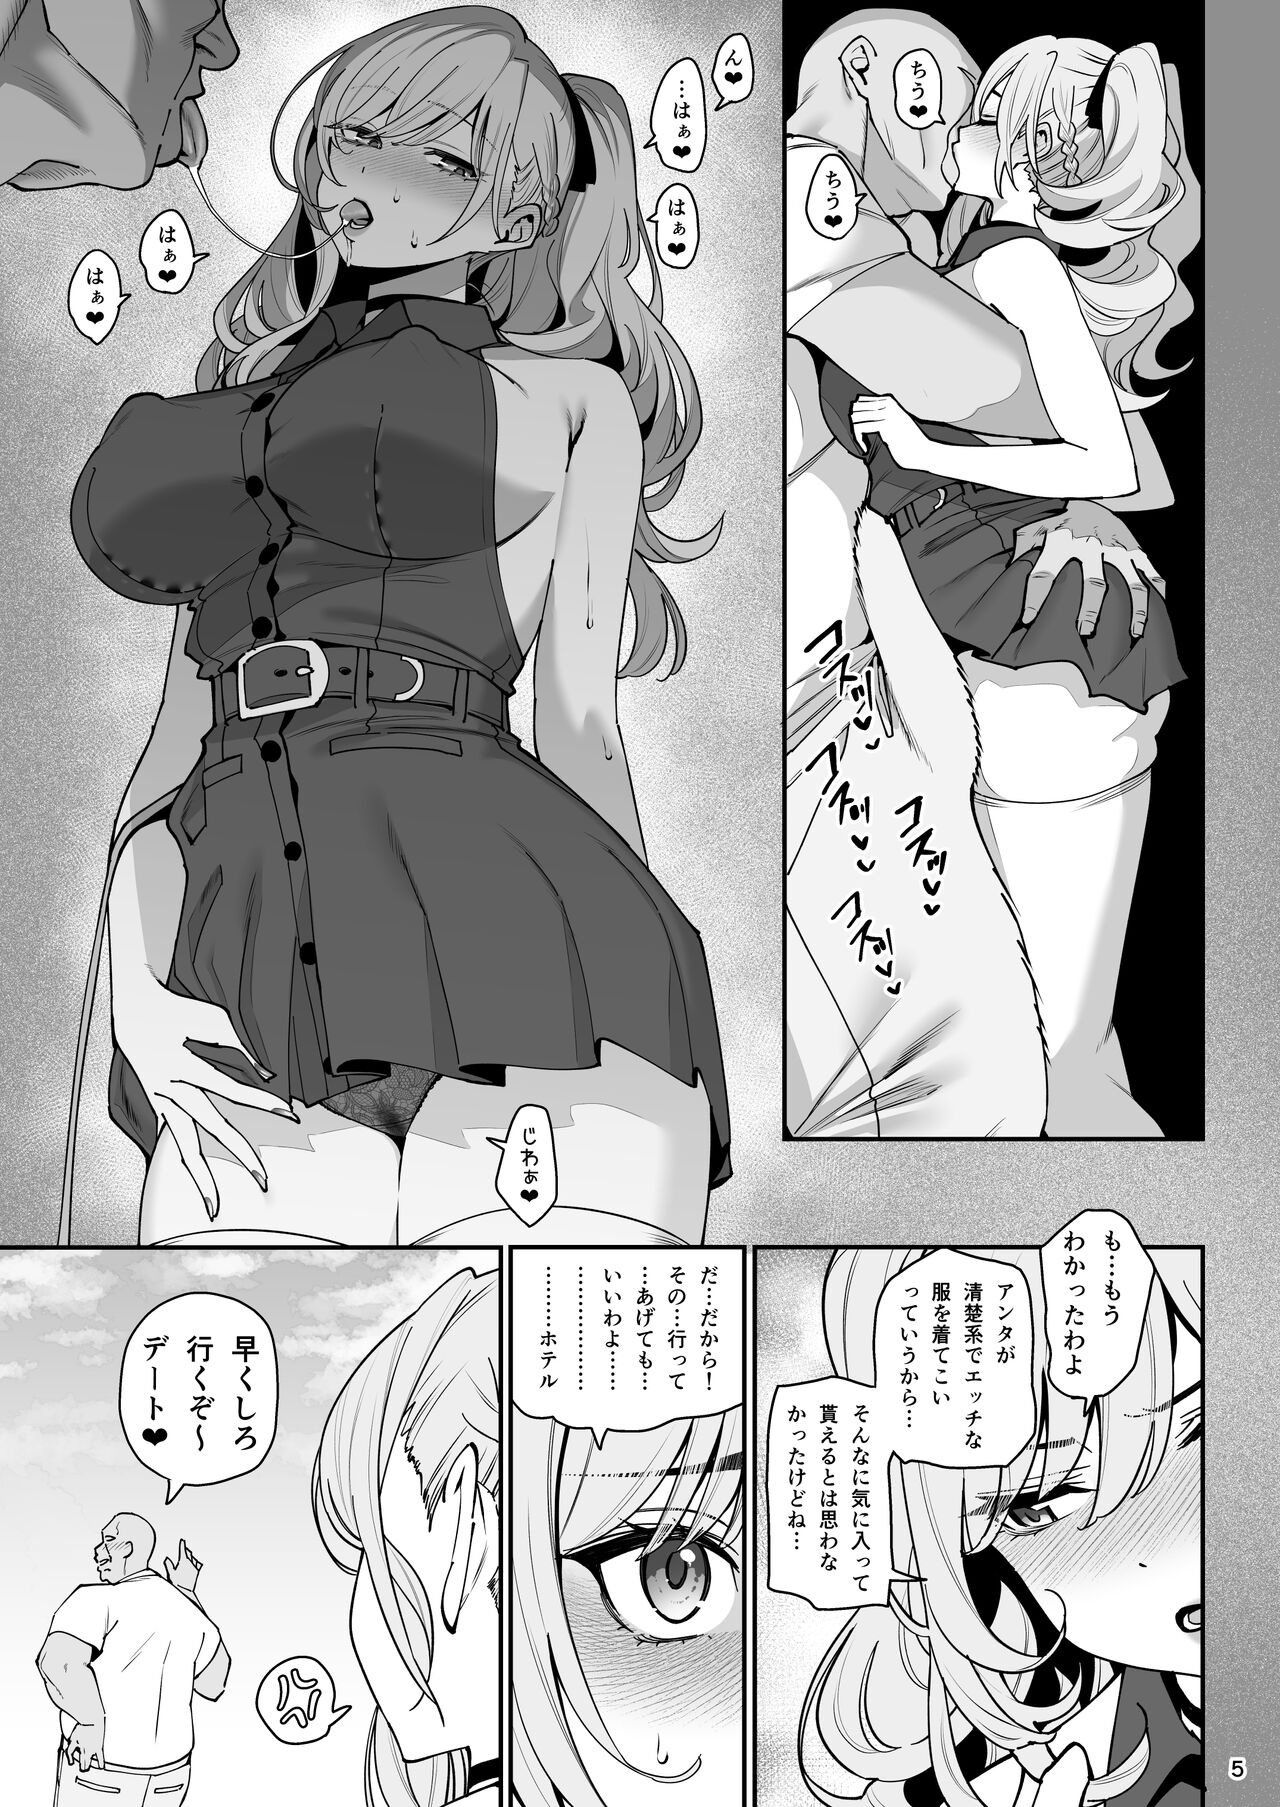 ちう❤
ちう❤
コスッ♥
コスッ♥
コスッ♥
コスッ♥
ん❤
…はぁ❤
はぁ❤
はぁ❤
はぁ❤
じわぁ❤
も…もう
わかったわよ
アンタが
清楚系でエッチな
服を着てこい
っていうから…
そんなに気に入って
貰えるとは思わな
かったけどね…
だ…だから！
その…行って
…あげても…
いいわよ…
……………
………ホテル
早くしろ
行くぞ～
デート❤
5